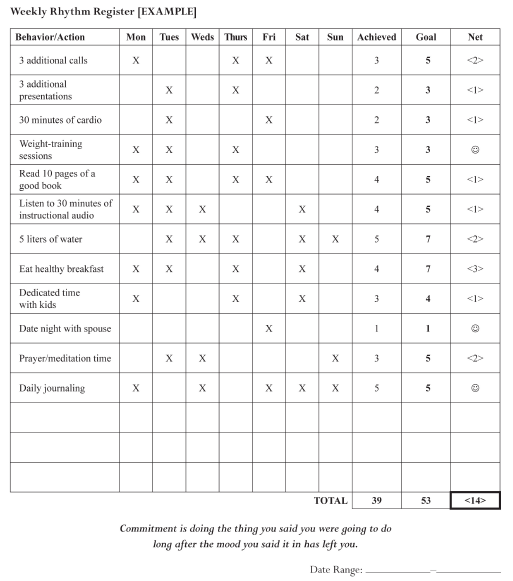 Weekly Rhythm Register [EXAMPLE]
Behavior/Action Mon Tues Weds Thurs Fri Sat Sun Achieved Goal Net
3 additional calls X X X 3 5 <2>
3 additional
presentations X X 2 3 <1>
30 minutes of cardio X X 2 3 <1>
Weight-training
sessions X X X 3 3 ☺
Read 10 pages of a
good book X X X X 4 5 <1>
Listen to 30 minutes of
instructional audio X X X X 4 5 <1>
5 liters of water X X X X X 5 7 <2>
Eat healthy breakfast X X X X 4 7 <3>
Dedicated time
with kids X X X 3 4 <1>
Date night with spouse X 1 1 ☺
Prayer/meditation time X X X 3 5 <2>
Daily journaling X X X X X 5 5 ☺
TOTAL 39 53 <14>
Commitment is doing the thing you said you were going to do
long after the mood you said it in has left you.
Date Range: –